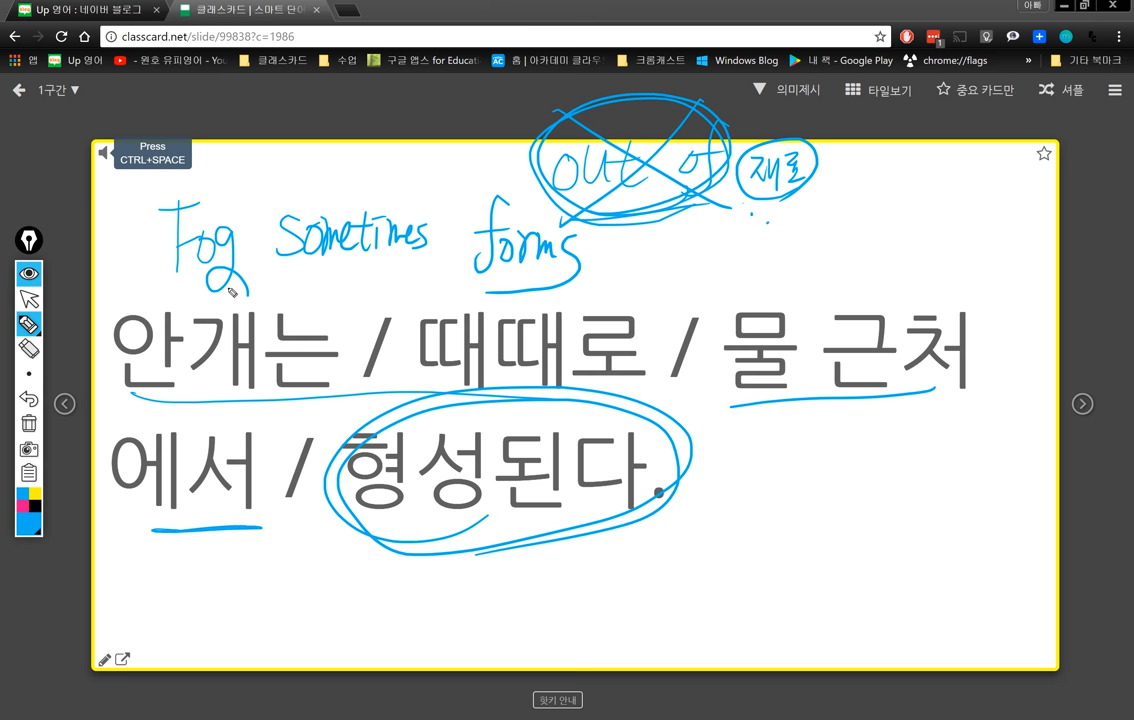 Up 영어 : 네이버 블로그
클래스카드 | 스마트 단어
아빠
classcard.net/slide/99838?c=1986
앱 Up 영어 - 원호 유피영어 - You 클래스카드 수업 구글 앱스 for Educati 홈 | 아카데미 클라우 크롬캐스트 Windows Blog 내 책 - Google Play chrome://flags » 기타 북마크
1구간 ▼ 의미제시 타일보기 중요 카드만 셔플
Press
CTRL+SPACE
out of 재료
Fog sometimes forms
안개는 / 때때로 / 물 근처
에서 / 형성된다.
핫키 안내